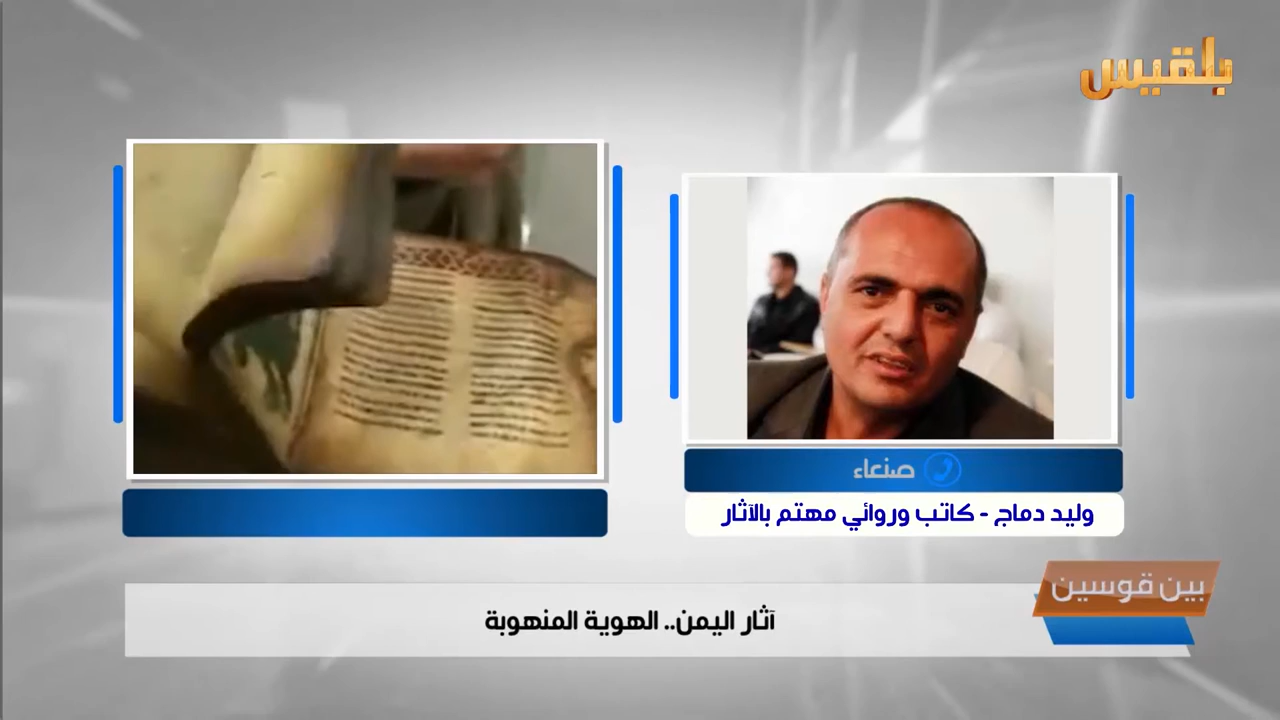 بلقيس
صنعاء
وليد دماج - كاتب وروائي مهتم بالآثار
بين قوسين
آثار اليمن.. الهوية المنهوبة